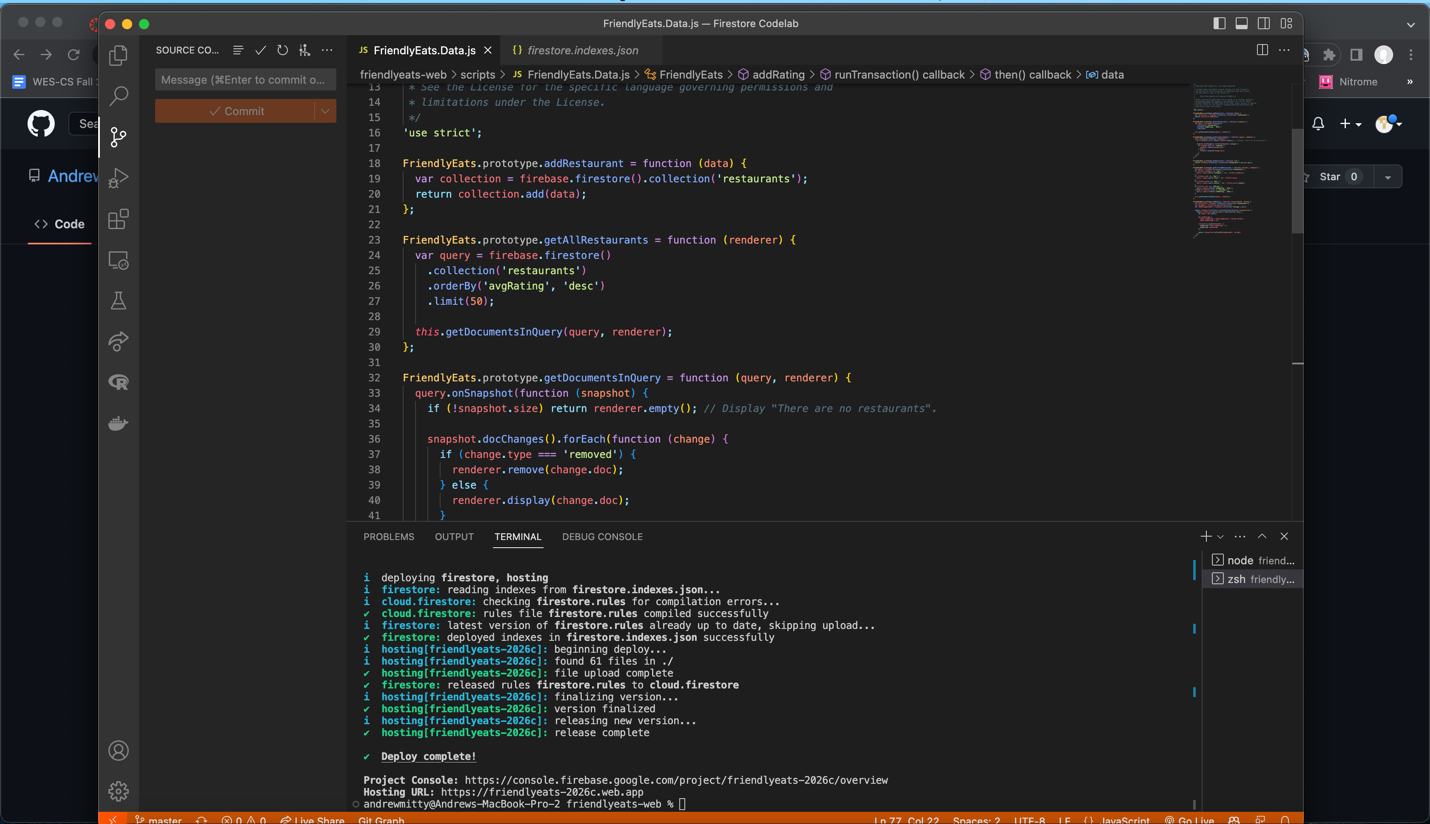 FriendlyEats.Data.js — Firestore Codelab
WES-CS Fall
Nitrome
»
Sea
Andrew
<> Code
Star 0
SOURCE CO...
Message (⌘Enter to commit o...
Commit
JS FriendlyEats.Data.js
{} firestore.indexes.json
friendlyeats-web > scripts > JS FriendlyEats.Data.js > FriendlyEats > addRating > runTransaction() callback > then() callback > data
13 * See the License for the specific language governing permissions and
14 * limitations under the License.
15 */
16 'use strict';
17
18 FriendlyEats.prototype.addRestaurant = function (data) {
19 var collection = firebase.firestore().collection('restaurants');
20 return collection.add(data);
21 };
22
23 FriendlyEats.prototype.getAllRestaurants = function (renderer) {
24 var query = firebase.firestore()
25 .collection('restaurants')
26 .orderBy('avgRating', 'desc')
27 .limit(50);
28
29 this.getDocumentsInQuery(query, renderer);
30 };
31
32 FriendlyEats.prototype.getDocumentsInQuery = function (query, renderer) {
33 query.onSnapshot(function (snapshot) {
34 if (!snapshot.size) return renderer.empty(); // Display "There are no restaurants".
35
36 snapshot.docChanges().forEach(function (change) {
37 if (change.type === 'removed') {
38 renderer.remove(change.doc);
39 } else {
40 renderer.display(change.doc);
41 }
PROBLEMS OUTPUT TERMINAL DEBUG CONSOLE
node friend...
zsh friendly...
i deploying firestore, hosting
i firestore: reading indexes from firestore.indexes.json...
i cloud.firestore: checking firestore.rules for compilation errors...
✔ cloud.firestore: rules file firestore.rules compiled successfully
i firestore: latest version of firestore.rules already up to date, skipping upload...
✔ firestore: deployed indexes in firestore.indexes.json successfully
i hosting[friendlyeats-2026c]: beginning deploy...
i hosting[friendlyeats-2026c]: found 61 files in ./
✔ hosting[friendlyeats-2026c]: file upload complete
✔ firestore: released rules firestore.rules to cloud.firestore
i hosting[friendlyeats-2026c]: finalizing version...
✔ hosting[friendlyeats-2026c]: version finalized
i hosting[friendlyeats-2026c]: releasing new version...
✔ hosting[friendlyeats-2026c]: release complete
✔ Deploy complete!
Project Console: https://console.firebase.google.com/project/friendlyeats-2026c/overview
Hosting URL: https://friendlyeats-2026c.web.app
andrewmitty@Andrews-MacBook-Pro-2 friendlyeats-web %
master 0 0 Live Share Git Graph Ln 77, Col 22 Spaces: 2 UTF-8 LF {} JavaScript Go Live